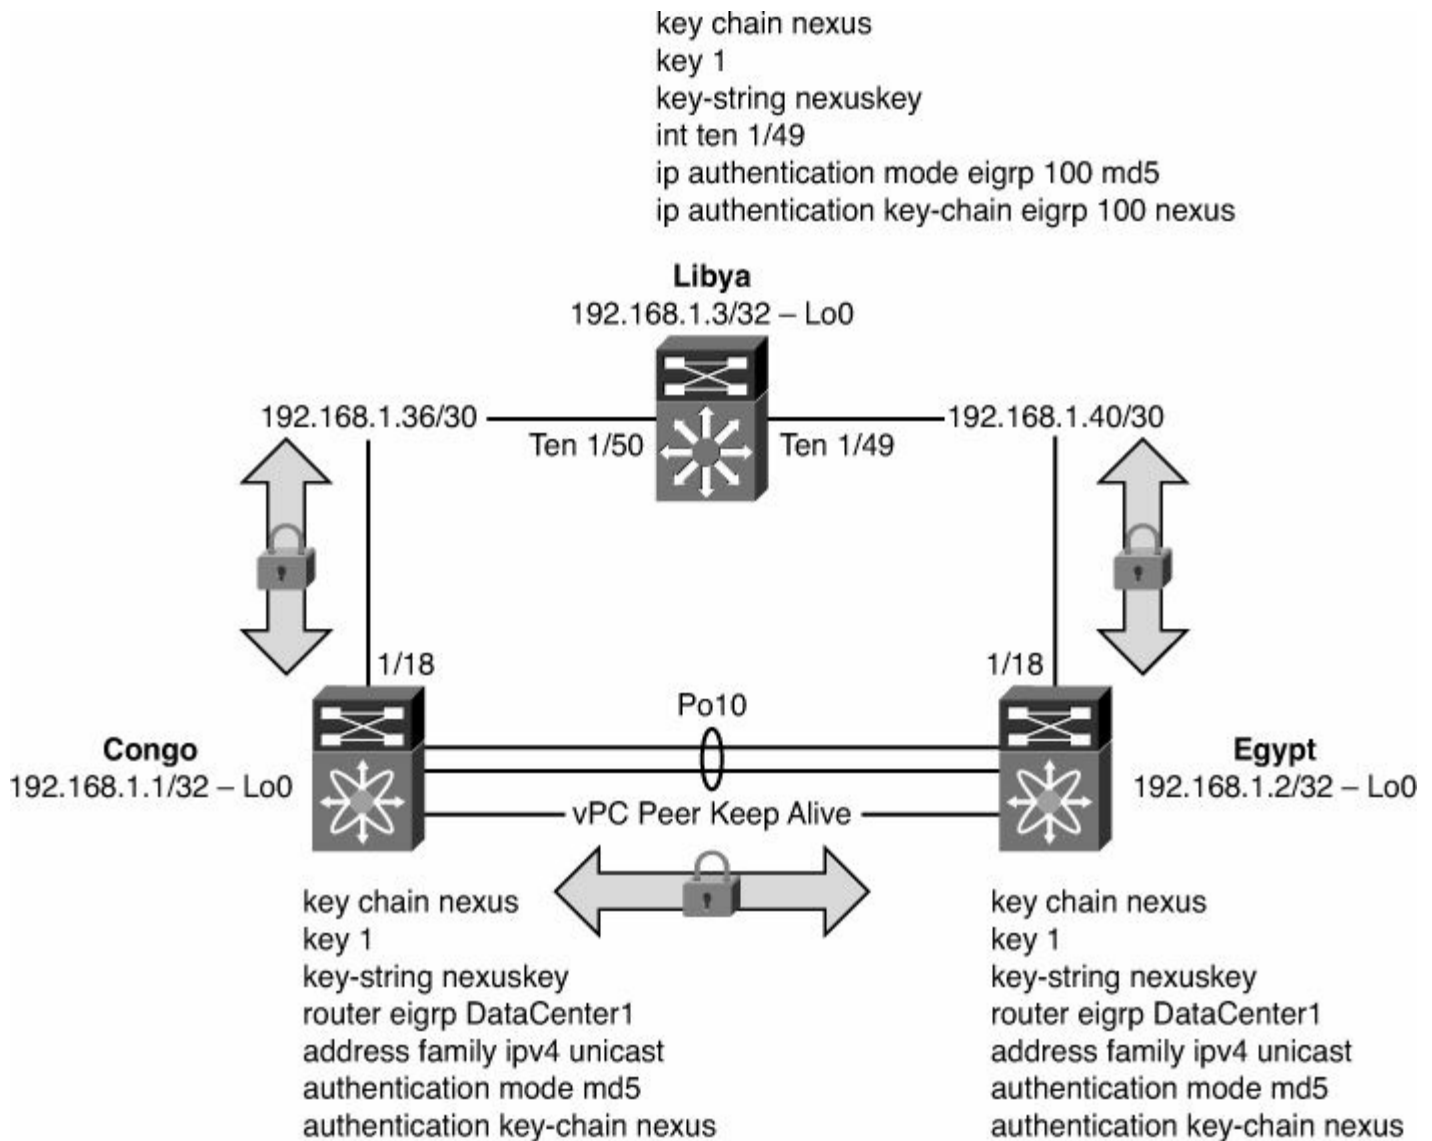 key chain nexus
key 1
key-string nexuskey
int ten 1/49
ip authentication mode eigrp 100 md5
ip authentication key-chain eigrp 100 nexus
Libya
192.168.1.3/32 – Lo0
192.168.1.36/30
192.168.1.40/30
Ten 1/50
Ten 1/49
1/18
1/18
Po10
Congo
192.168.1.1/32 – Lo0
Egypt
192.168.1.2/32 – Lo0
vPC Peer Keep Alive
key chain nexus
key 1
key-string nexuskey
router eigrp DataCenter1
address family ipv4 unicast
authentication mode md5
authentication key-chain nexus
key chain nexus
key 1
key-string nexuskey
router eigrp DataCenter1
address family ipv4 unicast
authentication mode md5
authentication key-chain nexus